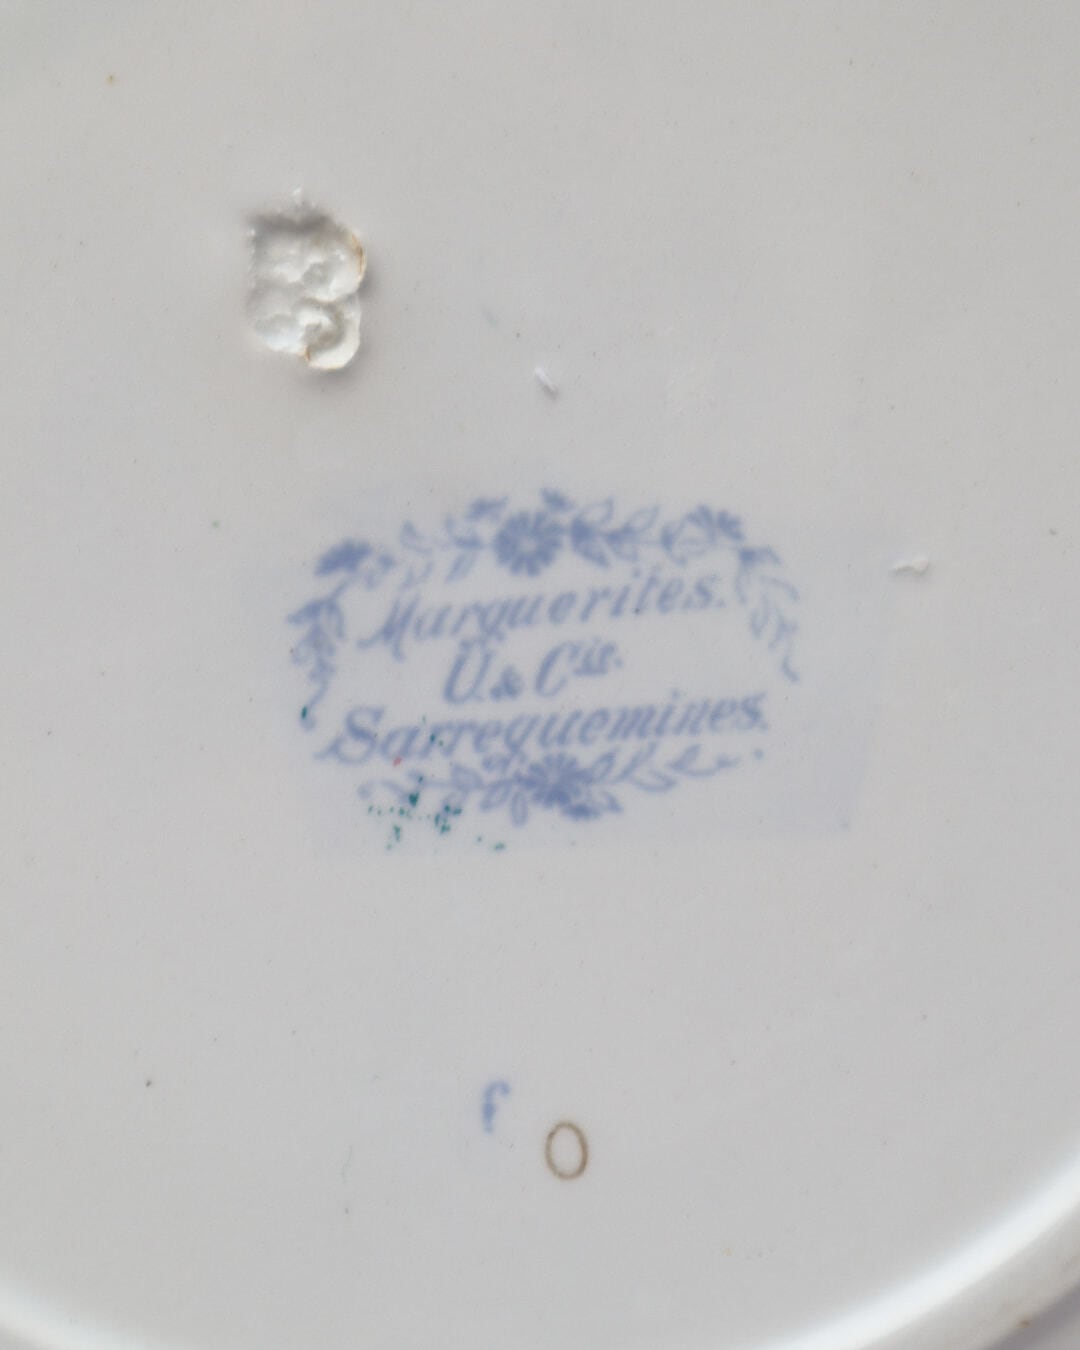 Marguerites.
U. & Cie.
Sarreguemines.
f
O